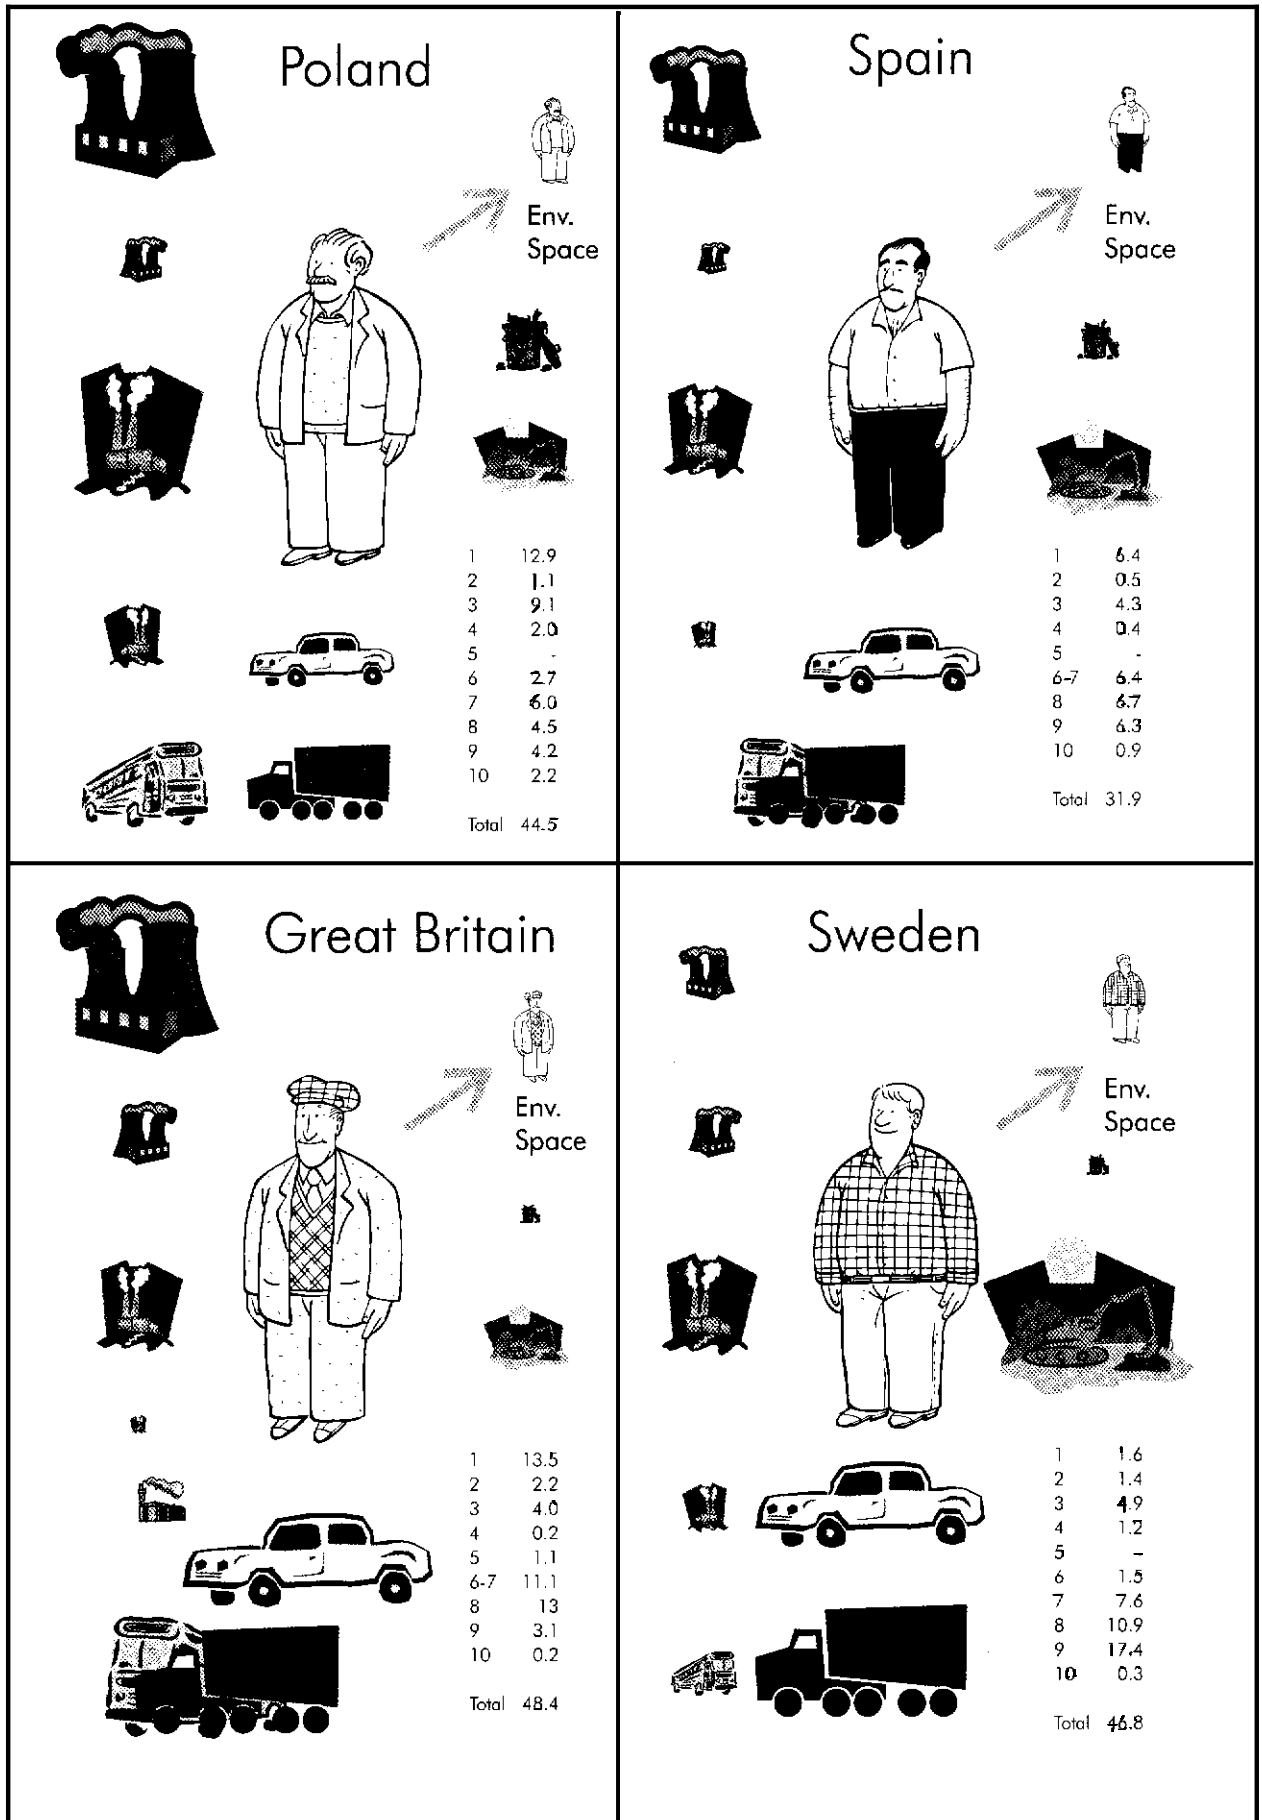 Poland
Env.
Space
1 12.9
2 1.1
3 9.1
4 2.0
5 -
6 2.7
7 6.0
8 4.5
9 4.2
10 2.2
Total 44.5
Spain
Env.
Space
1 6.4
2 0.5
3 4.3
4 0.4
5 -
6-7 6.4
8 6.7
9 6.3
10 0.9
Total 31.9
Great Britain
Env.
Space
1 13.5
2 2.2
3 4.0
4 0.2
5 1.1
6-7 11.1
8 13
9 3.1
10 0.2
Total 48.4
Sweden
Env.
Space
1 1.6
2 1.4
3 4.9
4 1.2
5 –
6 1.5
7 7.6
8 10.9
9 17.4
10 0.3
Total 46.8